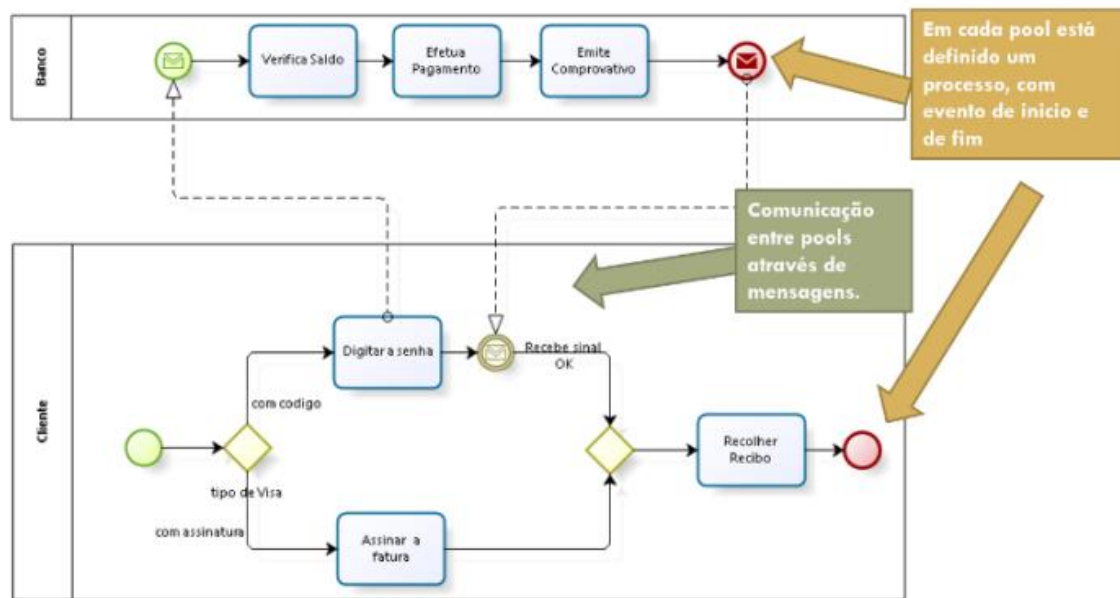 Banco
Verifica Saldo
Efetua
Pagamento
Emite
Comprovativo
Em cada pool está
definido um
processo, com
evento de inicio e
de fim
Comunicação
entre pools
através de
mensagens.
Cliente
Digitar a senha
Recebe sinal
OK
com codigo
tipo de Visa
com assinatura
Assinar a
fatura
Recolher
Recibo